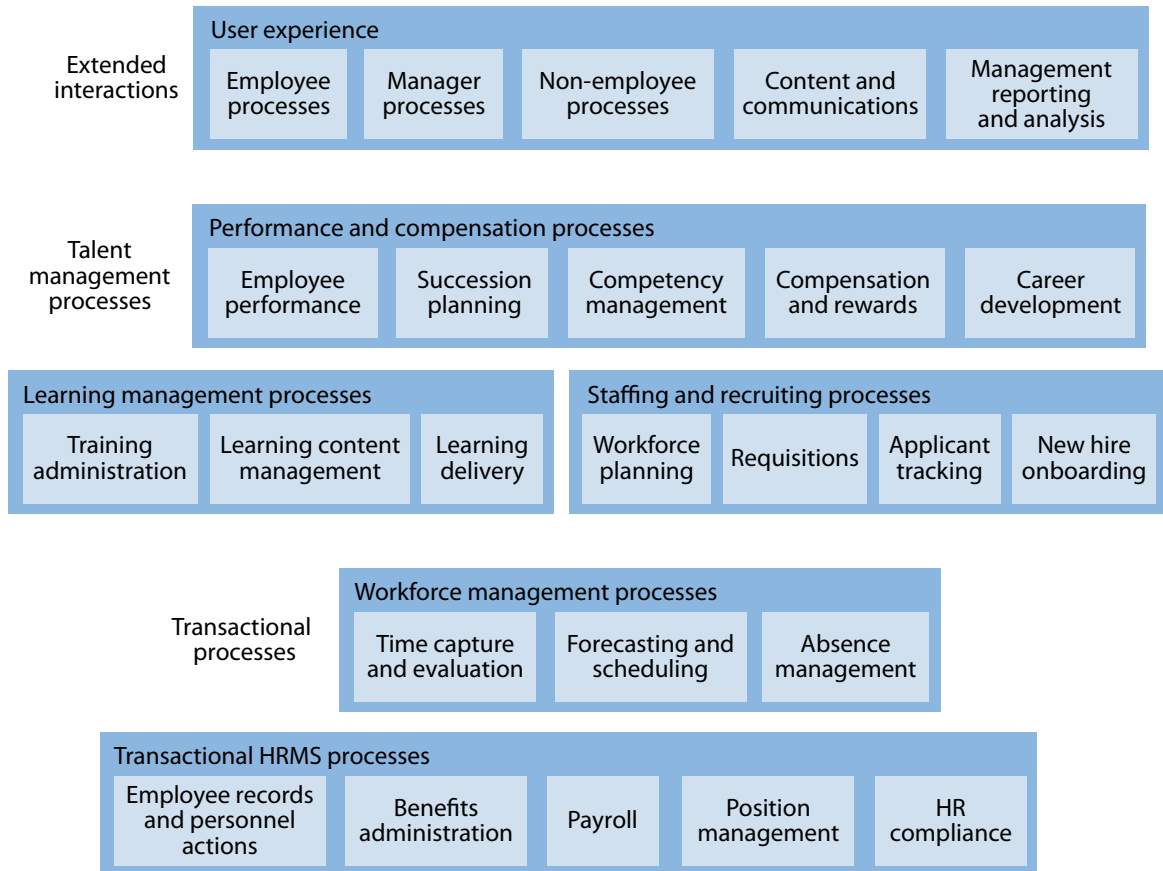 Extended
interactions
User experience
Employee
processes
Manager
processes
Non-employee
processes
Content and
communications
Management
reporting
and analysis
Talent
management
processes
Performance and compensation processes
Employee
performance
Succession
planning
Competency
management
Compensation
and rewards
Career
development
Learning management processes
Training
administration
Learning content
management
Learning
delivery
Staffing and recruiting processes
Workforce
planning
Requisitions
Applicant
tracking
New hire
onboarding
Transactional
processes
Workforce management processes
Time capture
and evaluation
Forecasting and
scheduling
Absence
management
Transactional HRMS processes
Employee records
and personnel
actions
Benefits
administration
Payroll
Position
management
HR
compliance